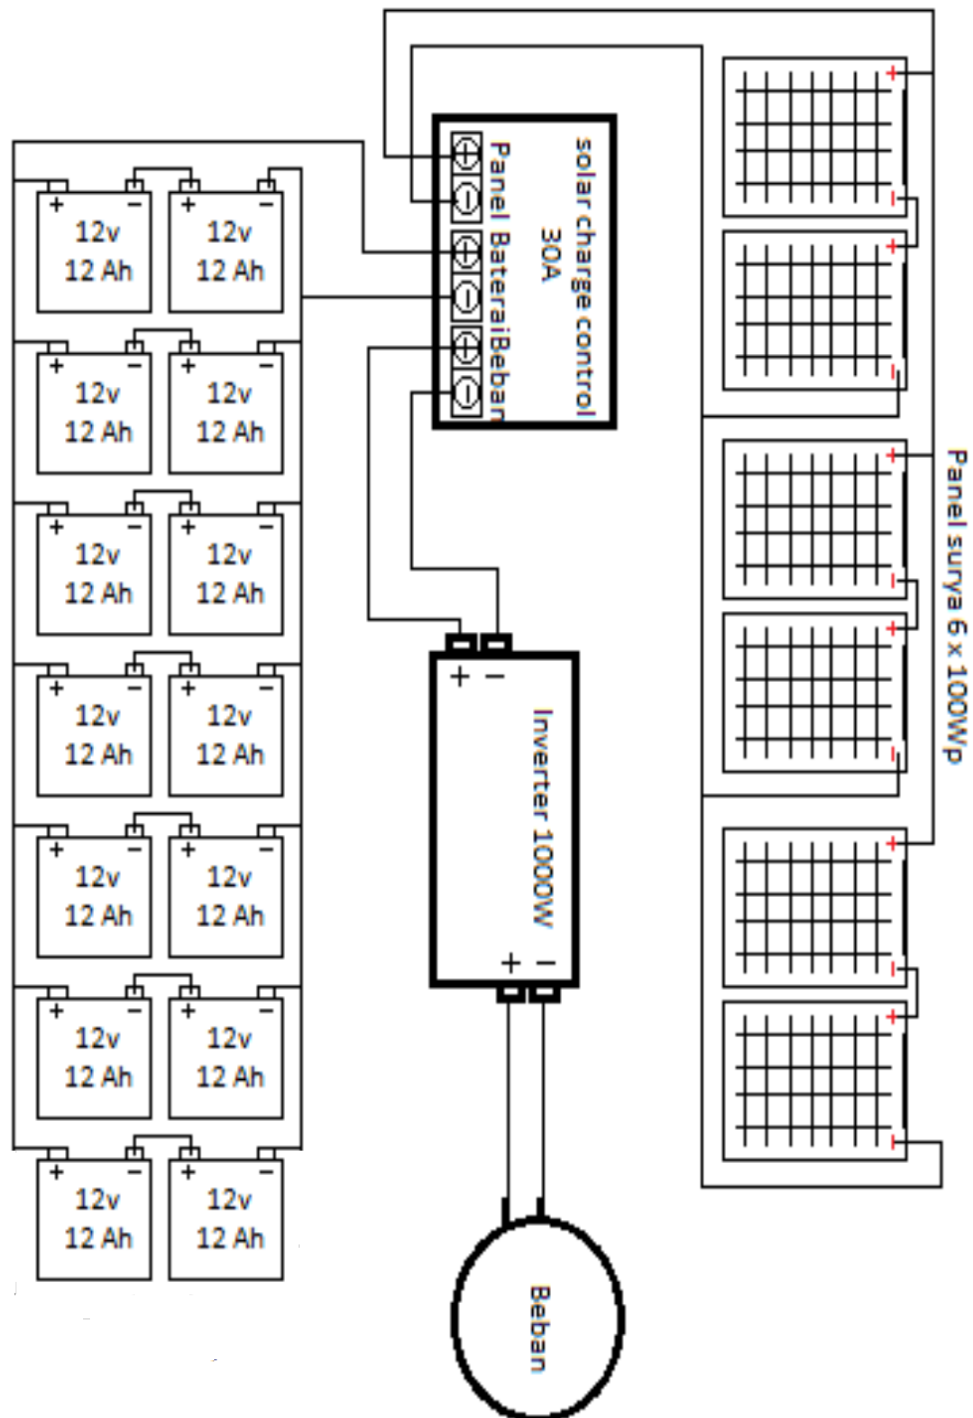 solar charge control
30A
Panel Baterai Beban
+
-
+
-
+
-
Panel surya 6 x 100Wp
+
-
+
-
+
-
+
-
+
-
+
-
+ - + -
12v 12v
12 Ah 12 Ah
+ - + -
12v 12v
12 Ah 12 Ah
+ - + -
12v 12v
12 Ah 12 Ah
+ - + -
12v 12v
12 Ah 12 Ah
+ - + -
12v 12v
12 Ah 12 Ah
+ - + -
12v 12v
12 Ah 12 Ah
+ - + -
12v 12v
12 Ah 12 Ah
+ -
Inverter 1000W
+ -
Beban